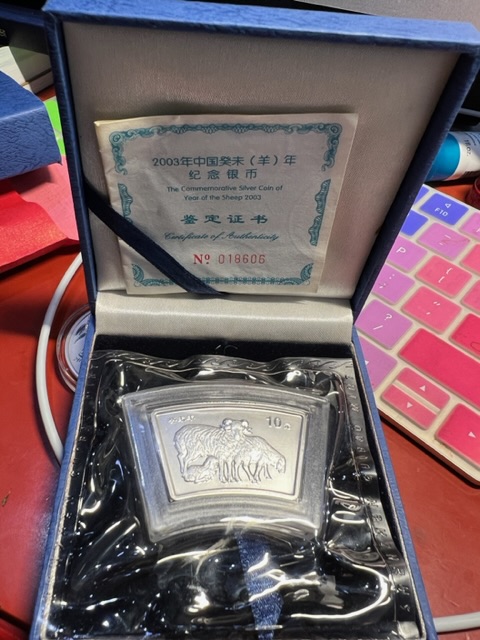 2003年中国癸未（羊）年
纪念银币
The Commemorative Silver Coin of
Year of the Sheep 2003
鉴定证书
Certificate of Authenticity
№ 018606
10元
F10
P
?
/